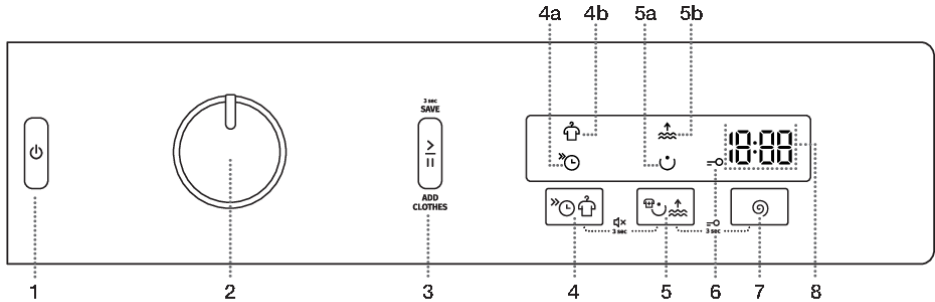 4a 4b 5a 5b
3 sec
SAVE
18:88
ADD
CLOTHES
3 sec 3 sec
1 2 3 4 5 6 7 8